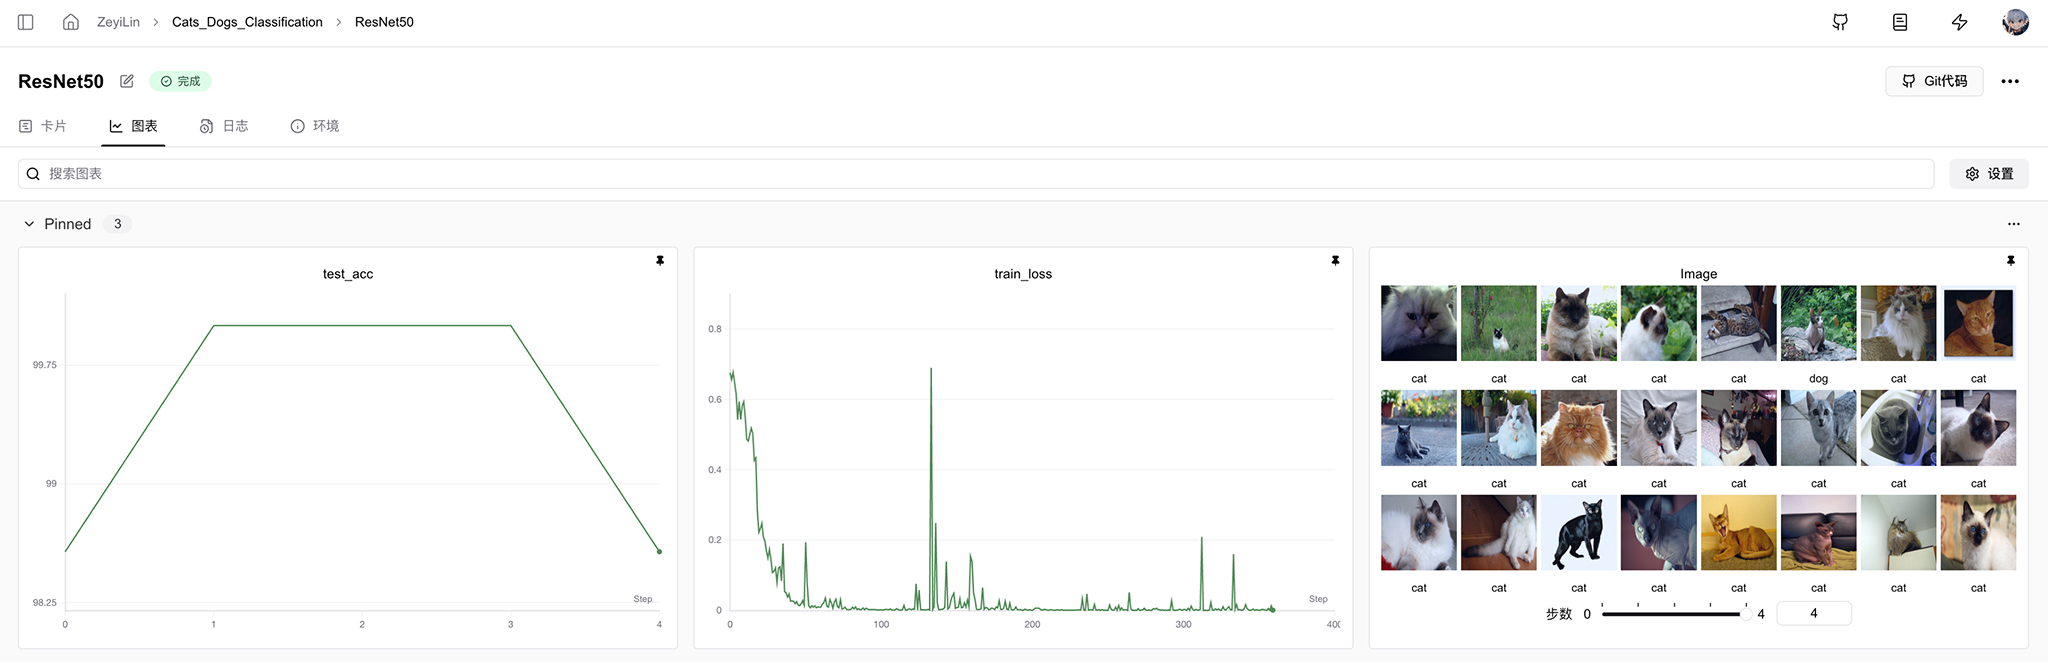 ZeyiLin > Cats_Dogs_Classification > ResNet50
ResNet50 完成 Git代码
卡片 图表 日志 环境
搜索图表 设置
Pinned 3
test_acc
99.75
99
98.25
Step
0 1 2 3 4
train_loss
0.8
0.6
0.4
0.2
0
Step
0 100 200 300 400
Image
cat cat cat cat cat dog cat cat
cat cat cat cat cat cat cat cat
cat cat cat cat cat cat cat cat
步数 0 4 4